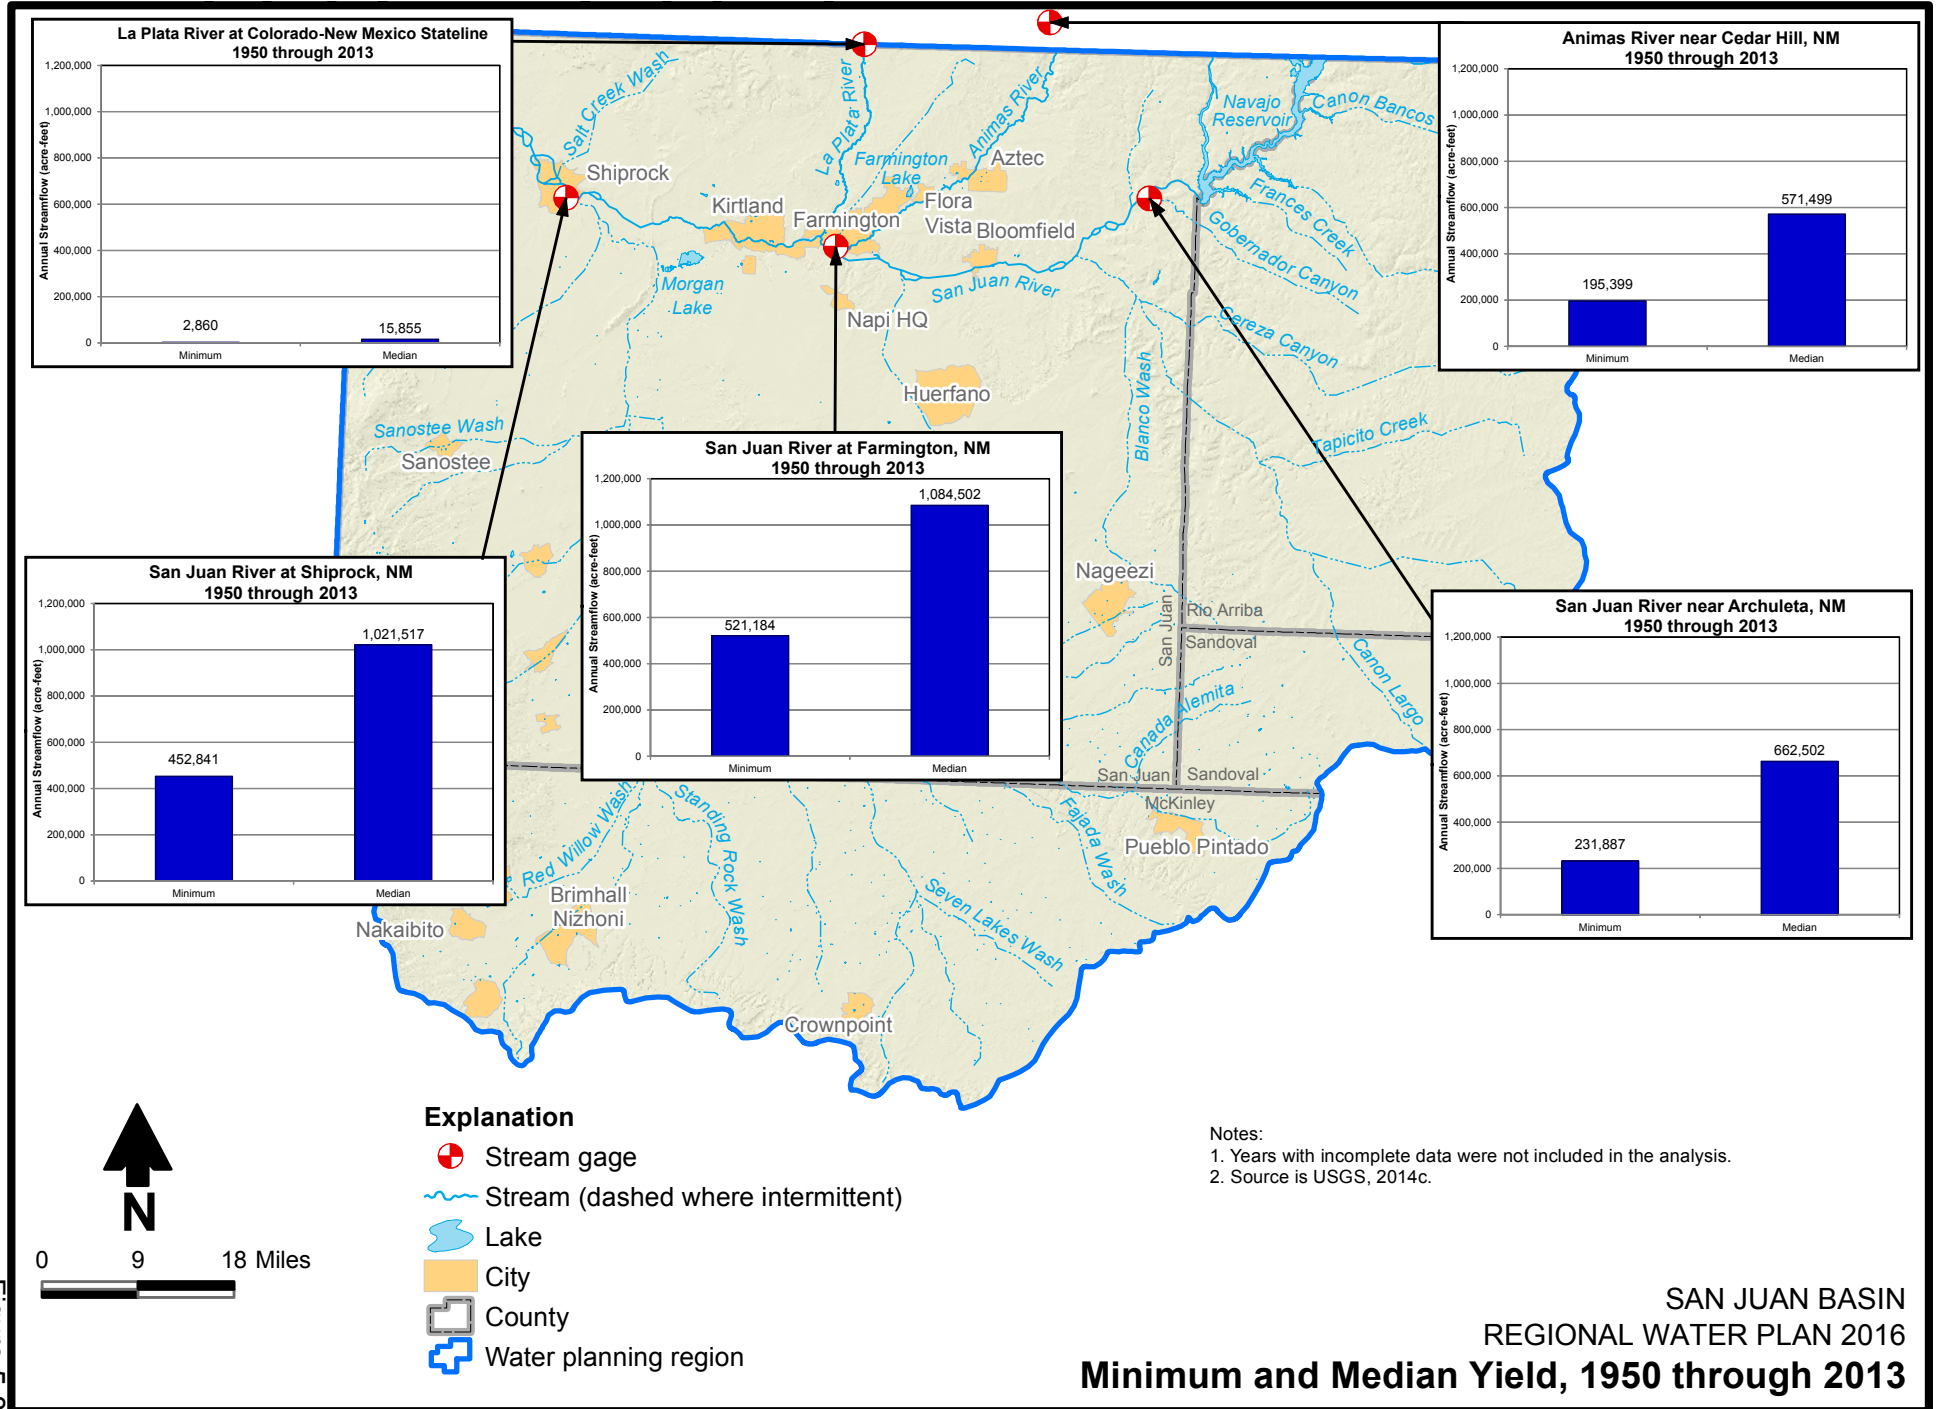 La Plata River at Colorado-New Mexico Stateline
1950 through 2013
Annual Streamflow (acre-feet)
1,200,000
1,000,000
800,000
600,000
400,000
200,000
0
2,860
15,855
Minimum
Median
Animas River near Cedar Hill, NM
1950 through 2013
Annual Streamflow (acre-feet)
1,200,000
1,000,000
800,000
600,000
400,000
200,000
0
195,399
571,499
Minimum
Median
Salt Creek Wash
La Plata River
Animas River
Navajo
Reservoir
Canon Bancos
Shiprock
Farmington
Lake
Aztec
Kirtland
Farmington
Flora
Vista
Bloomfield
Frances Creek
Gobernador Canyon
Morgan
Lake
San Juan River
Napi HQ
Cereza Canyon
Blanco Wash
Huerfano
Tapicito Creek
Sanostee Wash
Sanostee
San Juan River at Farmington, NM
1950 through 2013
Annual Streamflow (acre-feet)
1,200,000
1,000,000
800,000
600,000
400,000
200,000
0
521,184
1,084,502
Minimum
Median
San Juan River at Shiprock, NM
1950 through 2013
Annual Streamflow (acre-feet)
1,200,000
1,000,000
800,000
600,000
400,000
200,000
0
452,841
1,021,517
Minimum
Median
Nageezi
San Juan
Rio Arriba
Sandoval
Canon Largo
Canada Alemita
San Juan River near Archuleta, NM
1950 through 2013
Annual Streamflow (acre-feet)
1,200,000
1,000,000
800,000
600,000
400,000
200,000
0
231,887
662,502
Minimum
Median
San Juan
Sandoval
McKinley
Pueblo Pintado
Fajada Wash
Standing Rock Wash
Red Willow Wash
Seven Lakes Wash
Brimhall
Nizhoni
Nakaibito
Crownpoint
N
0 9 18 Miles
Explanation
Stream gage
Stream (dashed where intermittent)
Lake
City
County
Water planning region
Notes:
1. Years with incomplete data were not included in the analysis.
2. Source is USGS, 2014c.
SAN JUAN BASIN
REGIONAL WATER PLAN 2016
Minimum and Median Yield, 1950 through 2013